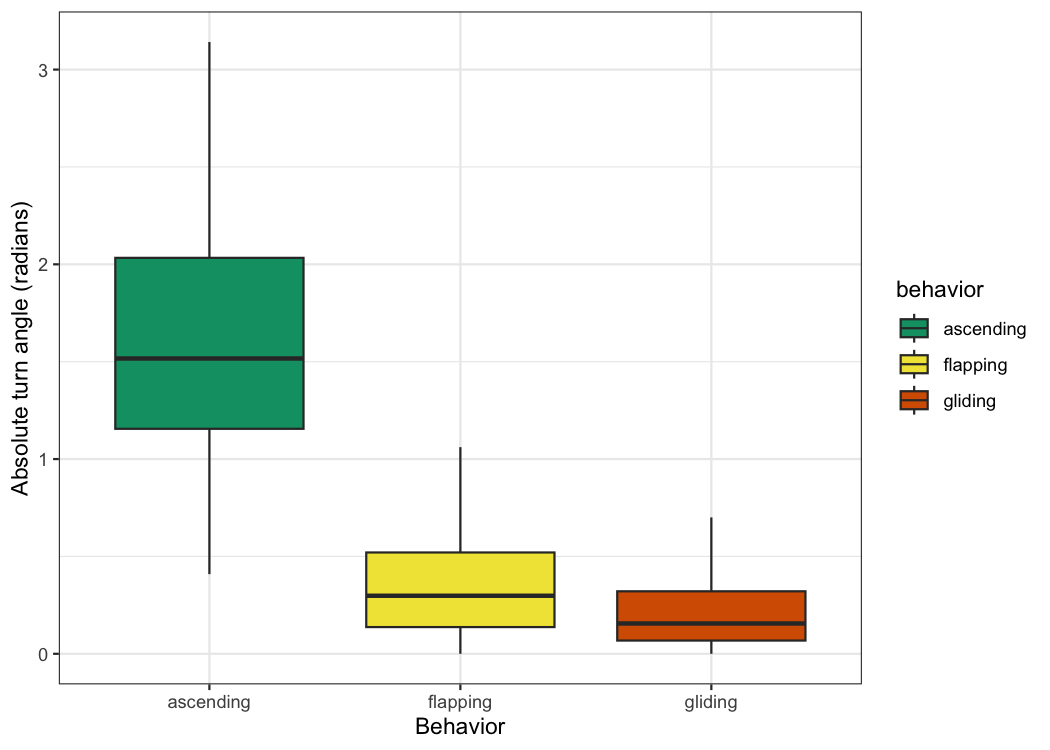 Absolute turn angle (radians)
3
2
1
0
ascending
flapping
gliding
Behavior
behavior
ascending
flapping
gliding